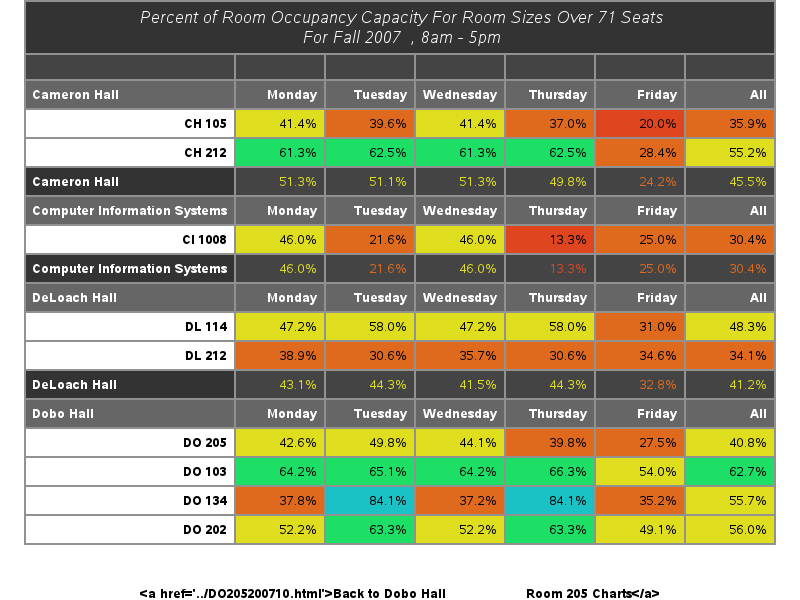 Percent of Room Occupancy Capacity For Room Sizes Over 71 Seats
For Fall 2007 , 8am - 5pm
Cameron Hall Monday Tuesday Wednesday Thursday Friday All
CH 105 41.4% 39.6% 41.4% 37.0% 20.0% 35.9%
CH 212 61.3% 62.5% 61.3% 62.5% 28.4% 55.2%
Cameron Hall 51.3% 51.1% 51.3% 49.8% 24.2% 45.5%
Computer Information Systems Monday Tuesday Wednesday Thursday Friday All
CI 1008 46.0% 21.6% 46.0% 13.3% 25.0% 30.4%
Computer Information Systems 46.0% 21.6% 46.0% 13.3% 25.0% 30.4%
DeLoach Hall Monday Tuesday Wednesday Thursday Friday All
DL 114 47.2% 58.0% 47.2% 58.0% 31.0% 48.3%
DL 212 38.9% 30.6% 35.7% 30.6% 34.6% 34.1%
DeLoach Hall 43.1% 44.3% 41.5% 44.3% 32.8% 41.2%
Dobo Hall Monday Tuesday Wednesday Thursday Friday All
DO 205 42.6% 49.8% 44.1% 39.8% 27.5% 40.8%
DO 103 64.2% 65.1% 64.2% 66.3% 54.0% 62.7%
DO 134 37.8% 84.1% 37.2% 84.1% 35.2% 55.7%
DO 202 52.2% 63.3% 52.2% 63.3% 49.1% 56.0%
<a href='../DO205200710.html'>Back to Dobo Hall Room 205 Charts</a>